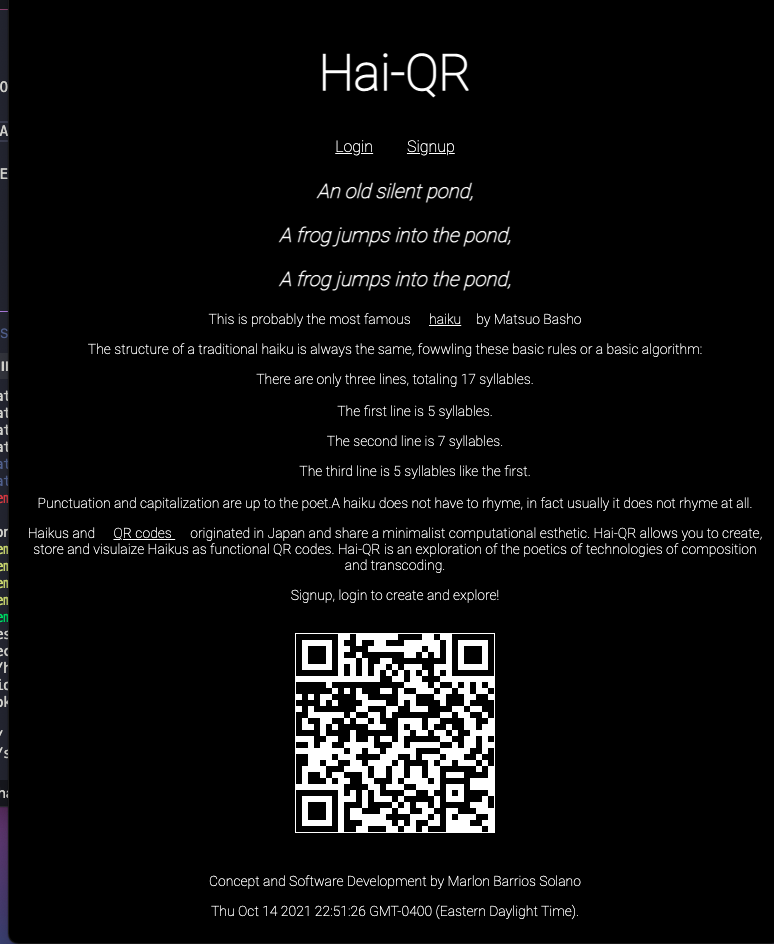 Hai-QR
Login Signup
An old silent pond,
A frog jumps into the pond,
A frog jumps into the pond,
This is probably the most famous haiku by Matsuo Basho
The structure of a traditional haiku is always the same, fowwling these basic rules or a basic algorithm:
There are only three lines, totaling 17 syllables.
The first line is 5 syllables.
The second line is 7 syllables.
The third line is 5 syllables like the first.
Punctuation and capitalization are up to the poet.A haiku does not have to rhyme, in fact usually it does not rhyme at all.
Haikus and QR codes originated in Japan and share a minimalist computational esthetic. Hai-QR allows you to create,
store and visulaize Haikus as functional QR codes. Hai-QR is an exploration of the poetics of technologies of composition
and transcoding.
Signup, login to create and explore!
Concept and Software Development by Marlon Barrios Solano
Thu Oct 14 2021 22:51:26 GMT-0400 (Eastern Daylight Time).